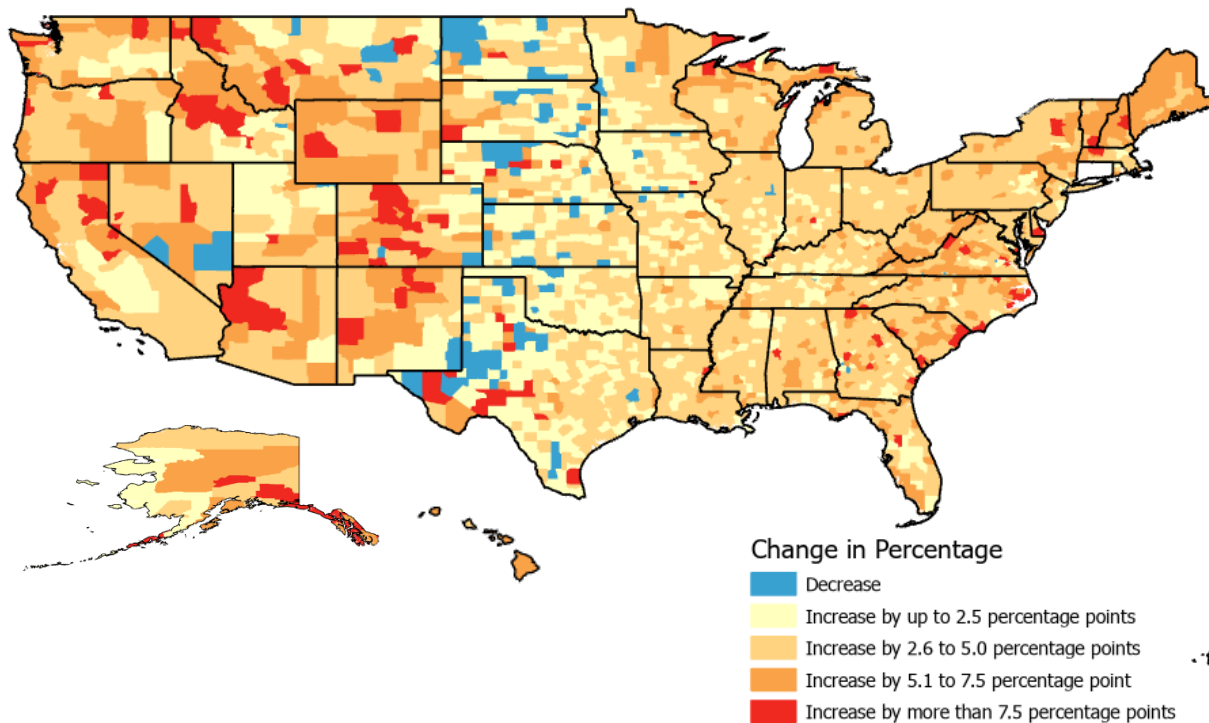 Change in Percentage
Decrease
Increase by up to 2.5 percentage points
Increase by 2.6 to 5.0 percentage points
Increase by 5.1 to 7.5 percentage point
Increase by more than 7.5 percentage points